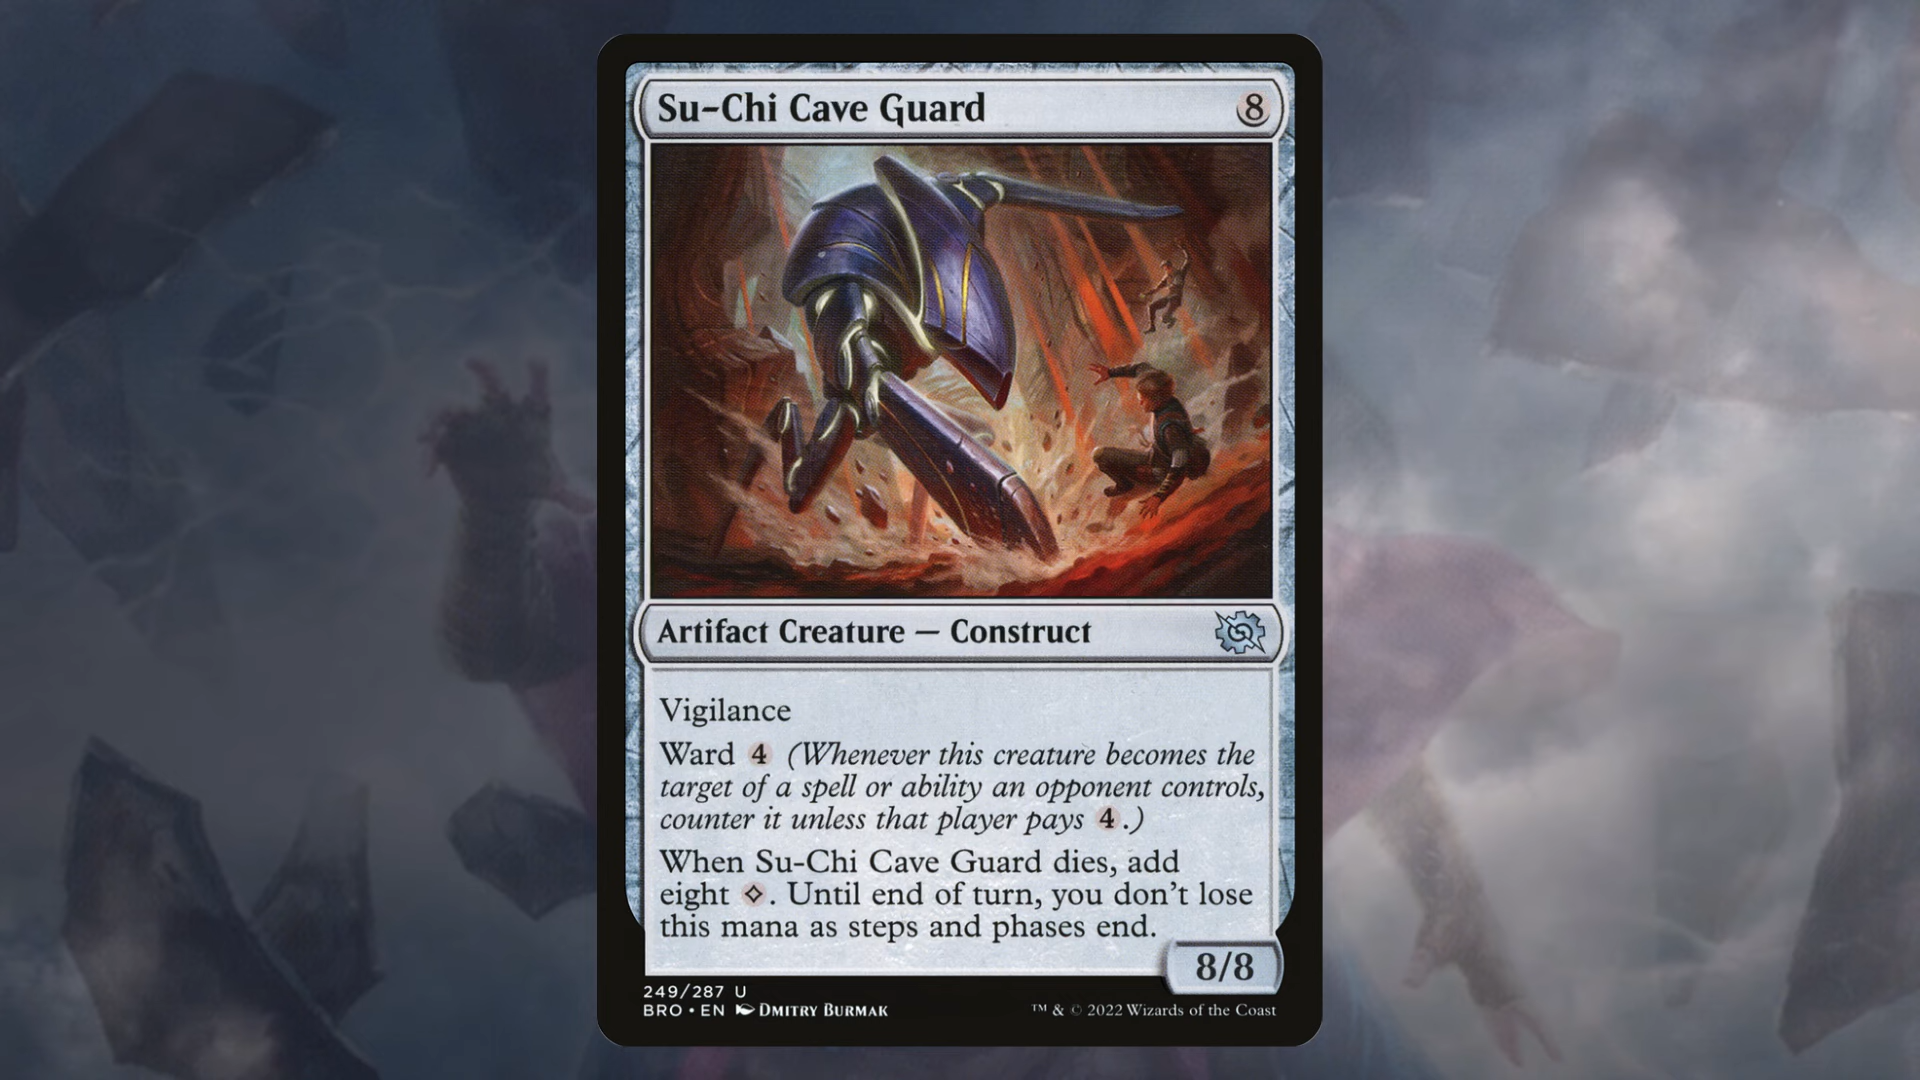 Su-Chi Cave Guard 8
Artifact Creature — Construct
Vigilance
Ward 4 (Whenever this creature becomes the
target of a spell or ability an opponent controls,
counter it unless that player pays 4.)
When Su-Chi Cave Guard dies, add
eight ◇. Until end of turn, you don't lose
this mana as steps and phases end.
8/8
249/287 U
BRO • EN DMITRY BURMAK
™ & © 2022 Wizards of the Coast